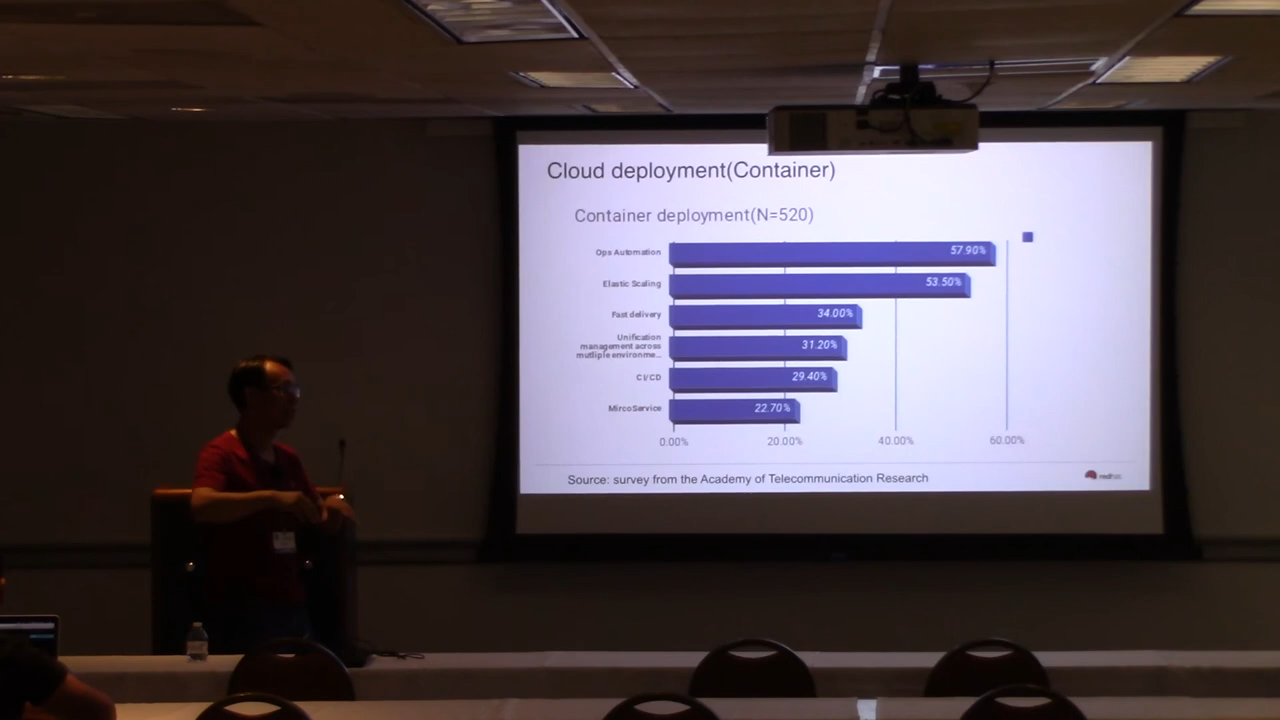 Cloud deployment(Container)
Container deployment(N=520)
Ops Automation
57.90%
Elastic Scaling
53.50%
Fast delivery
34.00%
Unification
management across
mutliple environme...
31.20%
CI/CD
29.40%
MircoService
22.70%
0.00%
20.00%
40.00%
60.00%
Source: survey from the Academy of Telecommunication Research
redhat